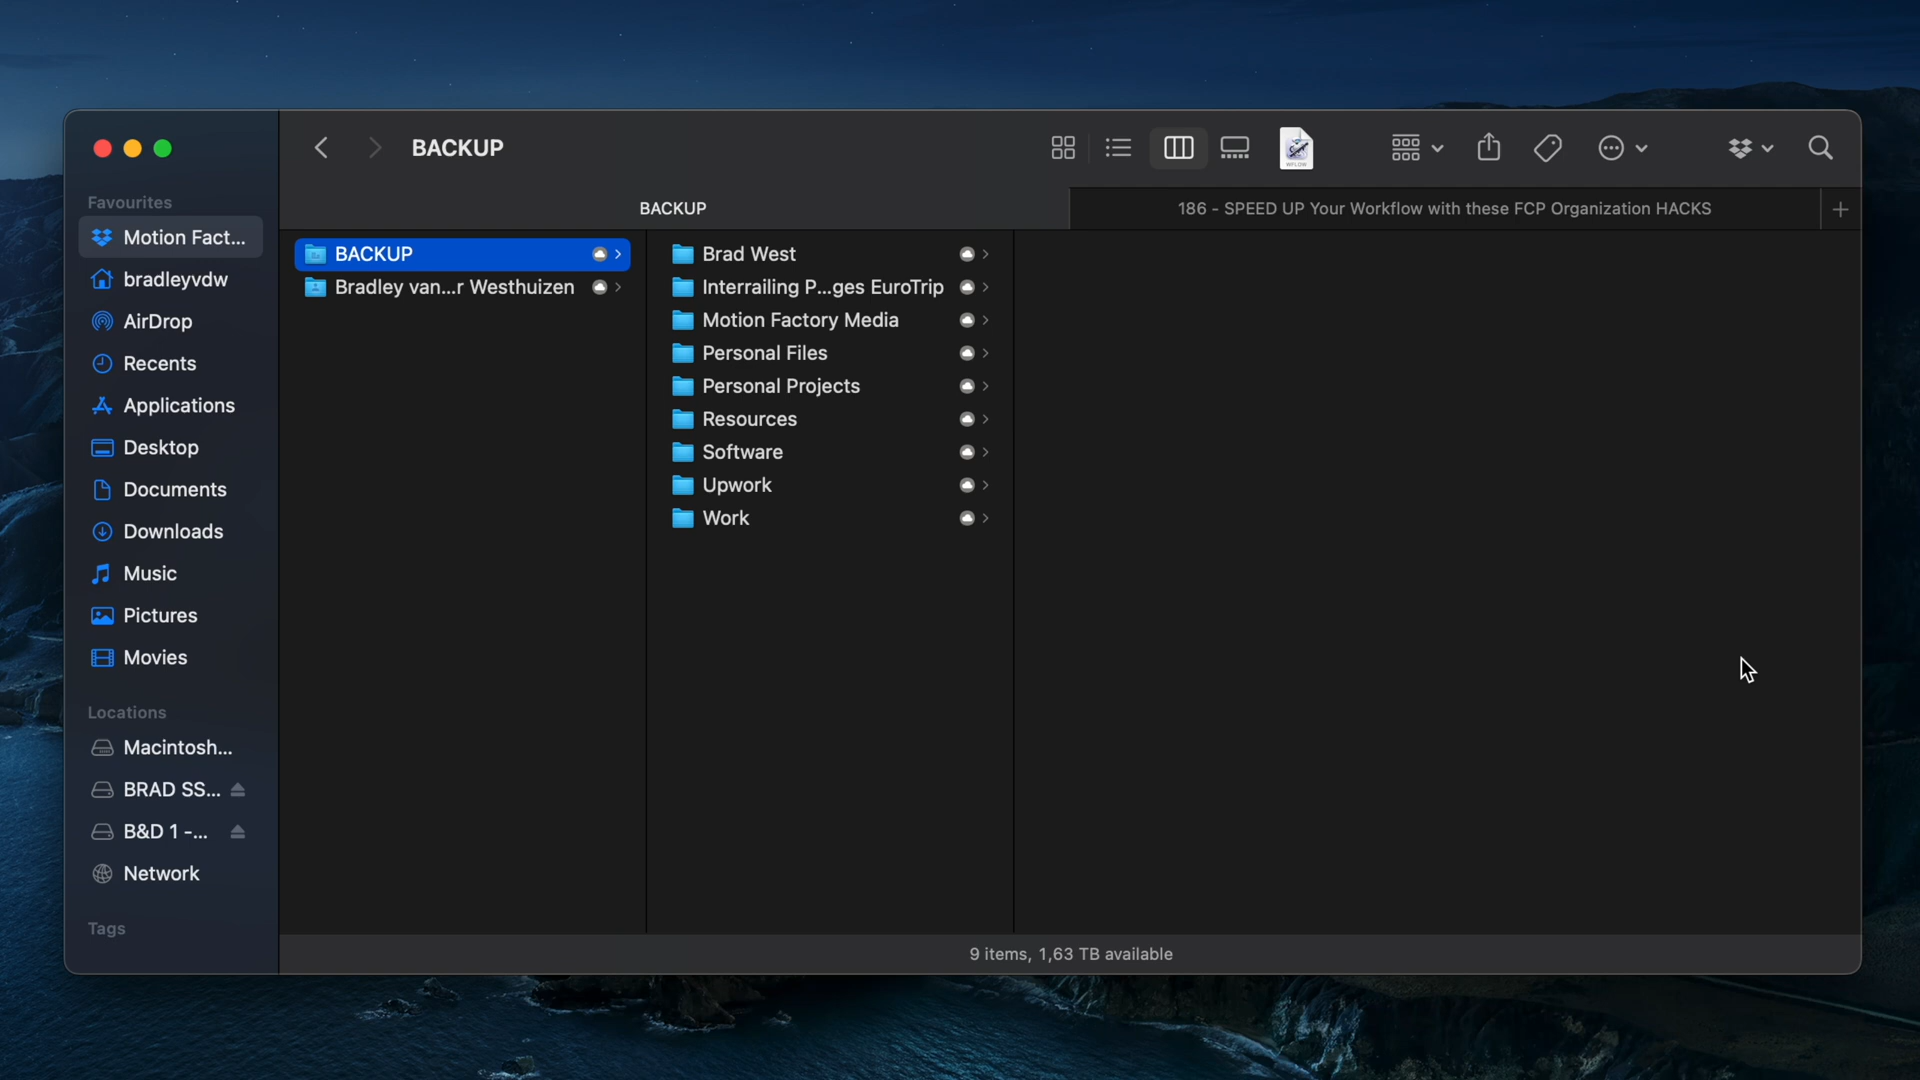 BACKUP
WFLOW
BACKUP
186 - SPEED UP Your Workflow with these FCP Organization HACKS
Favourites
Motion Fact...
bradleyvdw
AirDrop
Recents
Applications
Desktop
Documents
Downloads
Music
Pictures
Movies
Locations
Macintosh...
BRAD SS...
B&D 1 -...
Network
Tags
BACKUP
Bradley van...r Westhuizen
Brad West
Interrailing P...ges EuroTrip
Motion Factory Media
Personal Files
Personal Projects
Resources
Software
Upwork
Work
9 items, 1,63 TB available